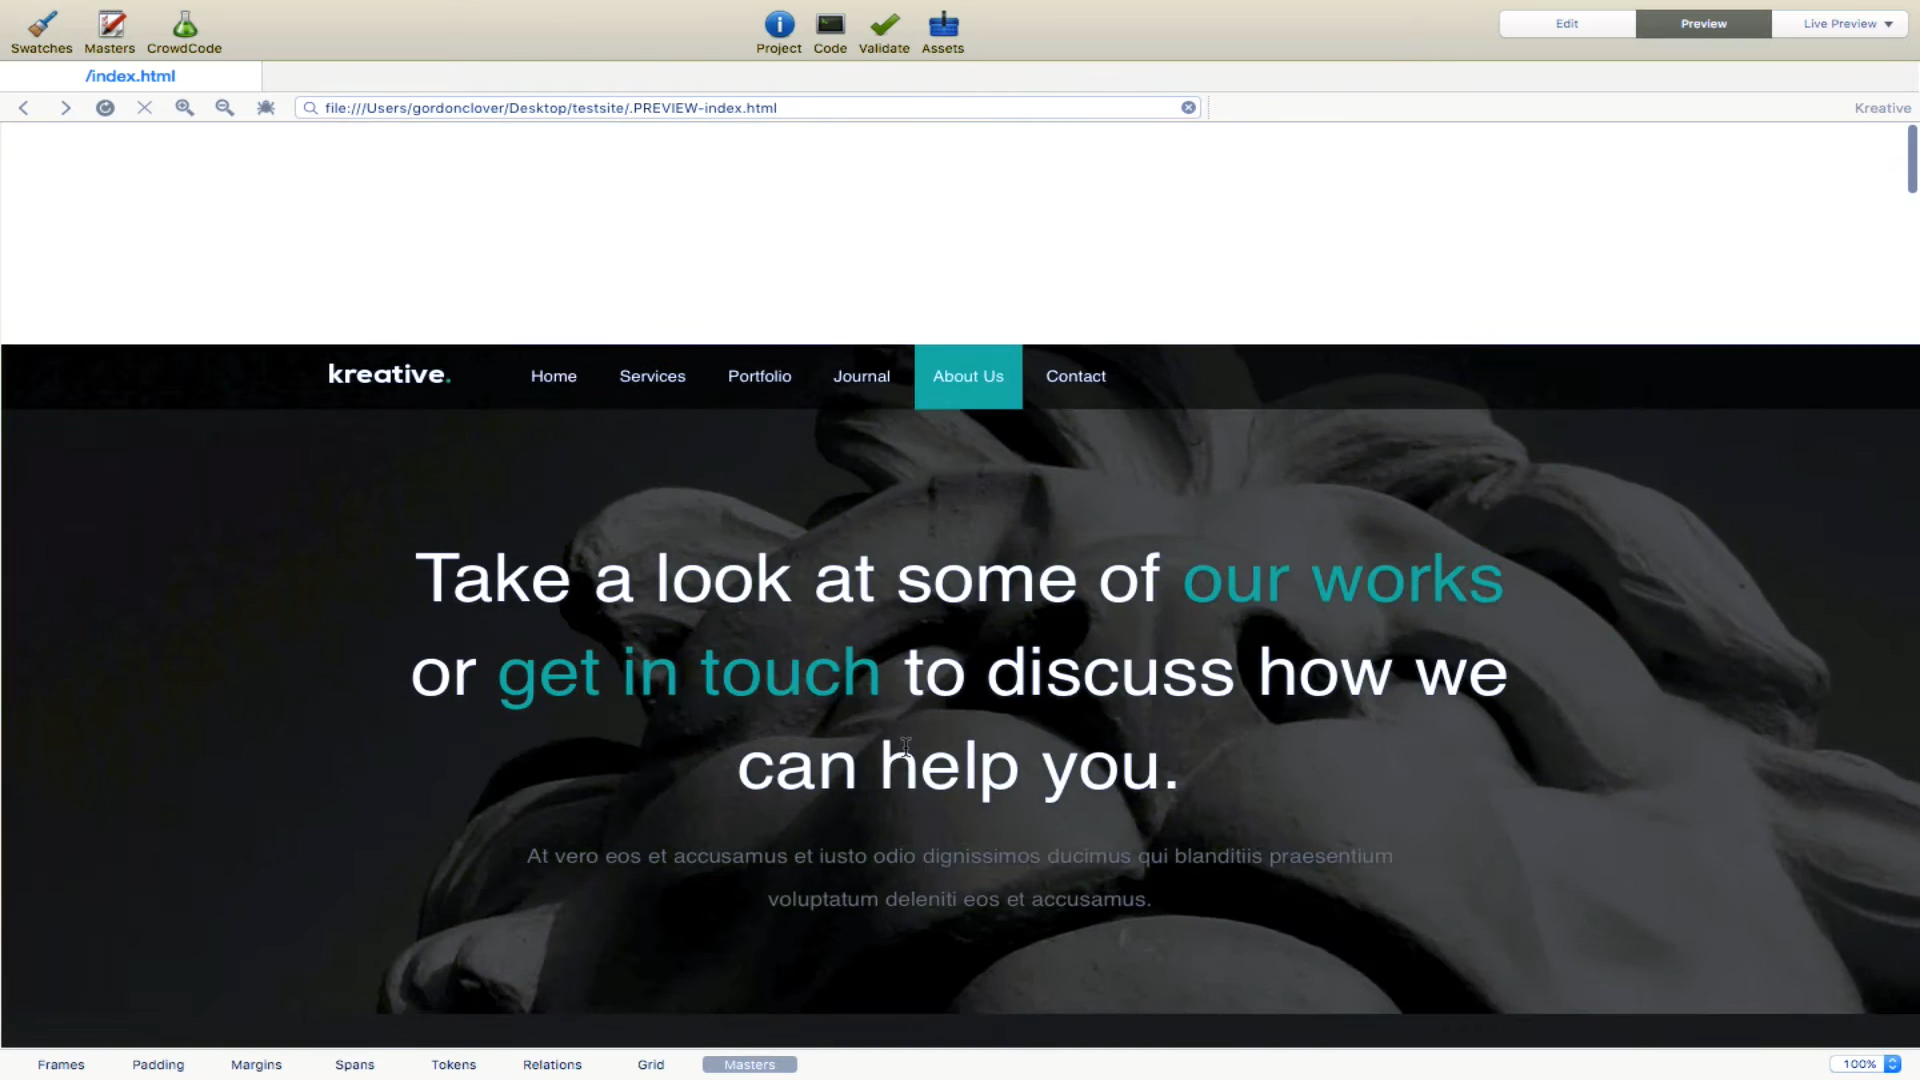 Swatches Masters CrowdCode Project Code Validate Assets Edit Preview Live Preview
/index.html
file:///Users/gordonclover/Desktop/testsite/.PREVIEW-index.html Kreative
kreative. Home Services Portfolio Journal About Us Contact
Take a look at some of our works
or get in touch to discuss how we
can help you.
At vero eos et accusamus et iusto odio dignissimos ducimus qui blanditiis praesentium
voluptatum deleniti eos et accusamus.
Frames Padding Margins Spans Tokens Relations Grid Masters 100%